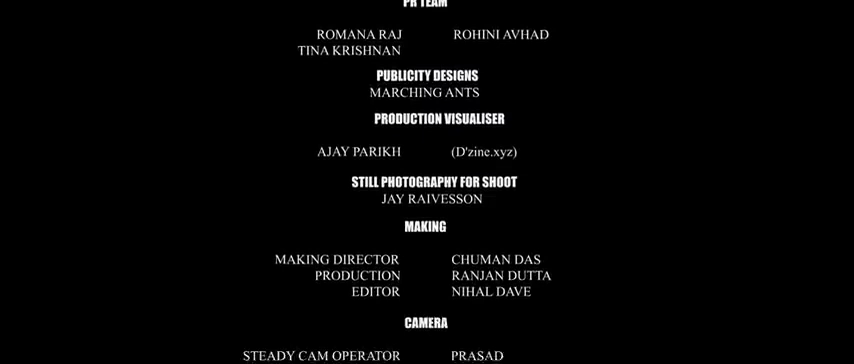 PR TEAM
ROMANA RAJ ROHINI AVHAD
TINA KRISHNAN
PUBLICITY DESIGNS
MARCHING ANTS
PRODUCTION VISUALISER
AJAY PARIKH (D'zine.xyz)
STILL PHOTOGRAPHY FOR SHOOT
JAY RAIVESSON
MAKING
MAKING DIRECTOR CHUMAN DAS
PRODUCTION RANJAN DUTTA
EDITOR NIHAL DAVE
CAMERA
STEADY CAM OPERATOR PRASAD